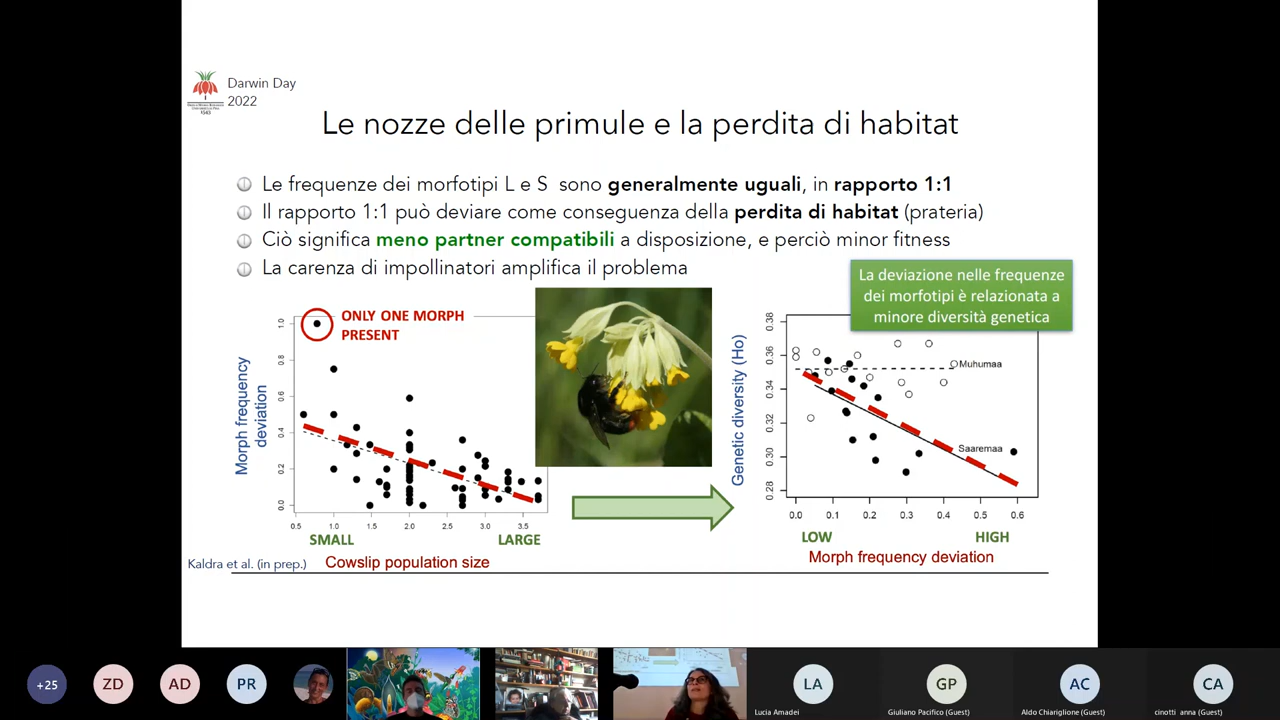 Darwin Day
2022
Le nozze delle primule e la perdita di habitat
Le frequenze dei morfotipi L e S sono generalmente uguali, in rapporto 1:1
Il rapporto 1:1 può deviare come conseguenza della perdita di habitat (prateria)
Ciò significa meno partner compatibili a disposizione, e perciò minor fitness
La carenza di impollinatori amplifica il problema
La deviazione nelle frequenze
dei morfotipi è relazionata a
minore diversità genetica
ONLY ONE MORPH
PRESENT
Morph frequency
deviation
1.0
0.8
0.6
0.4
0.2
0.0
0.5 1.0 1.5 2.0 2.5 3.0 3.5
SMALL LARGE
Cowslip population size
Kaldra et al. (in prep.)
Genetic diversity (Ho)
0.38
0.36
0.34
0.32
0.30
0.28
Muhumaa
Saaremaa
0.0 0.1 0.2 0.3 0.4 0.5 0.6
LOW HIGH
Morph frequency deviation
+25 ZD AD PR LA GP AC CA
Lucia Amadei Giuliano Pacifico (Guest) Aldo Chiariglione (Guest) cinotti anna (Guest)